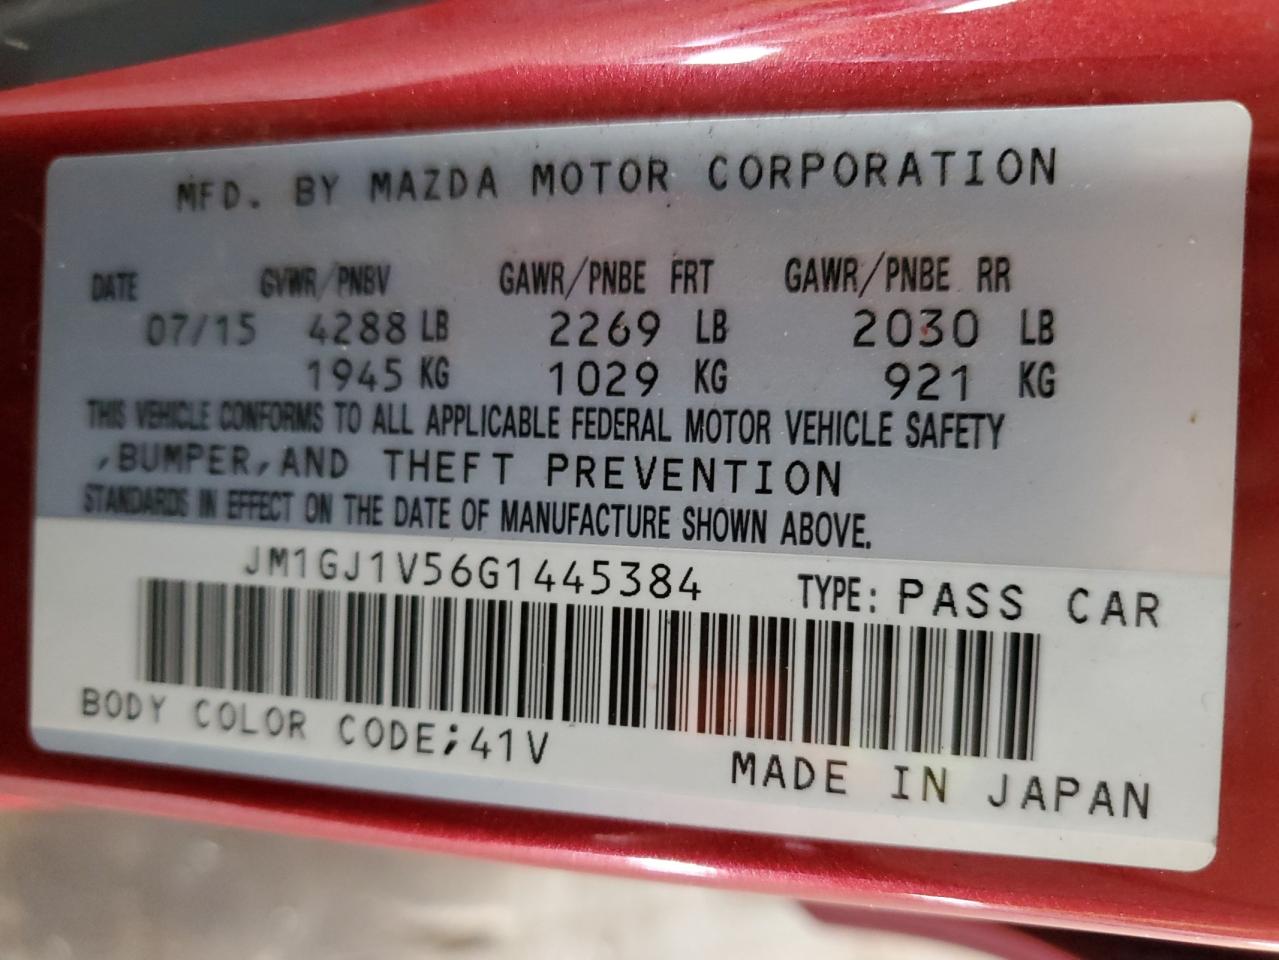 MFD. BY MAZDA MOTOR CORPORATION
DATE GVWR/PNBV GAWR/PNBE FRT GAWR/PNBE RR
07/15 4288 LB 2269 LB 2030 LB
1945 KG 1029 KG 921 KG
THIS VEHICLE CONFORMS TO ALL APPLICABLE FEDERAL MOTOR VEHICLE SAFETY
,BUMPER,AND THEFT PREVENTION
STANDARDS IN EFFECT ON THE DATE OF MANUFACTURE SHOWN ABOVE.
JM1GJ1V56G1445384 TYPE: PASS CAR
BODY COLOR CODE;41V
MADE IN JAPAN